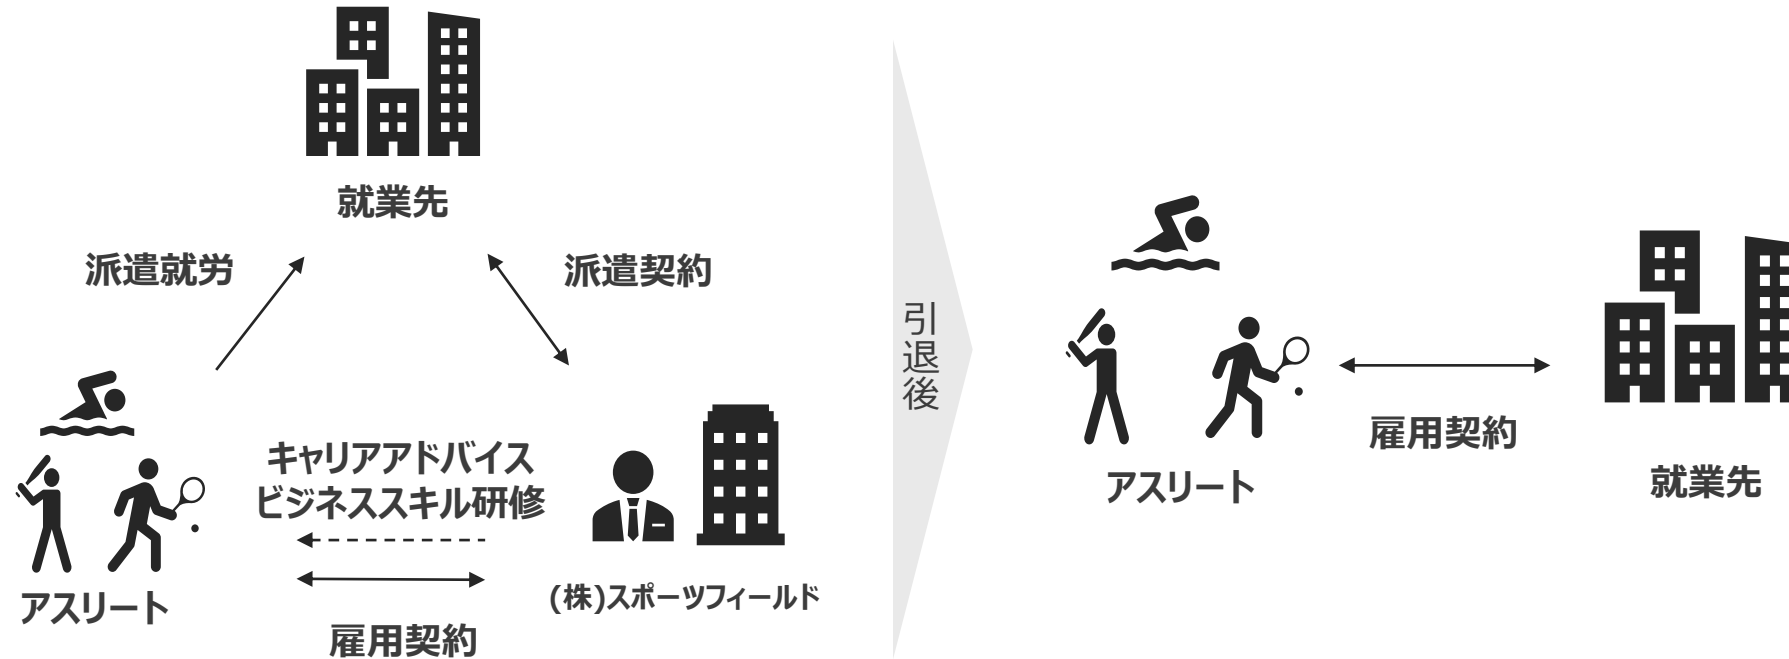 就業先
派遣就労
派遣契約
キャリアアドバイス
ビジネススキル研修
アスリート
(株)スポーツフィールド
雇用契約
引退後
アスリート
雇用契約
就業先